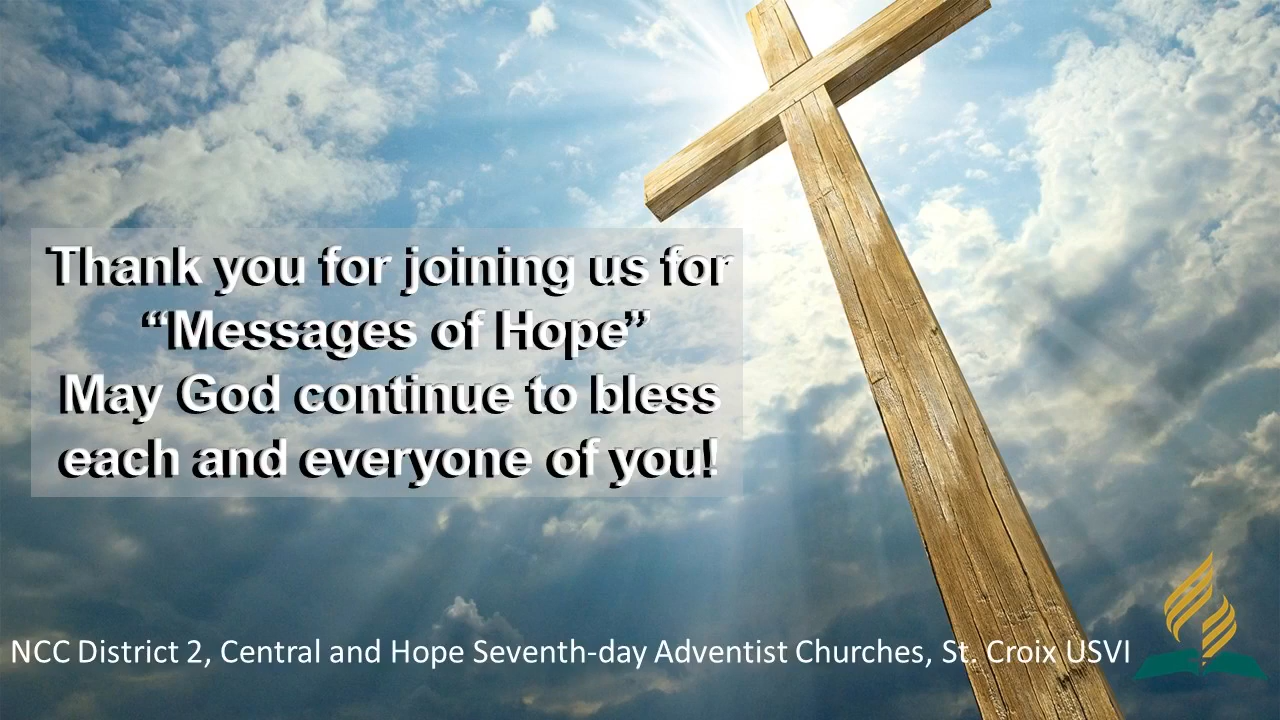 Thank you for joining us for
“Messages of Hope”
May God continue to bless
each and everyone of you!
NCC District 2, Central and Hope Seventh-day Adventist Churches, St. Croix USVI